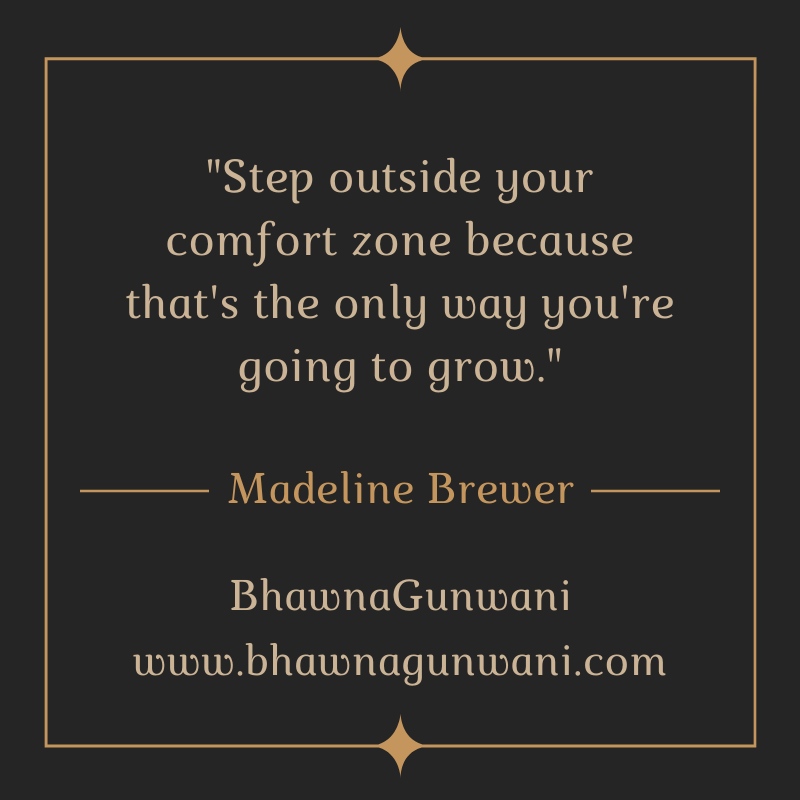 "Step outside your
comfort zone because
that's the only way you're
going to grow."
Madeline Brewer
BhawnaGunwani
www.bhawnagunwani.com